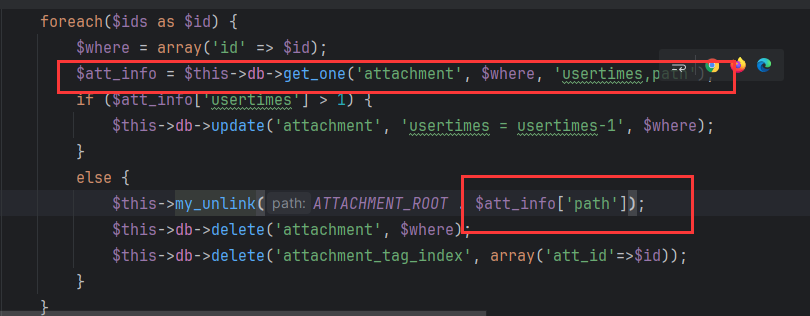 foreach($ids as $id) {
$where = array('id' => $id);
$att_info = $this->db->get_one('attachment', $where, 'usertimes,path');
if ($att_info['usertimes'] > 1) {
$this->db->update('attachment', 'usertimes = usertimes-1', $where);
}
else {
$this->my_unlink( path: ATTACHMENT_ROOT . $att_info['path']);
$this->db->delete('attachment', $where);
$this->db->delete('attachment_tag_index', array('att_id'=>$id));
}
}